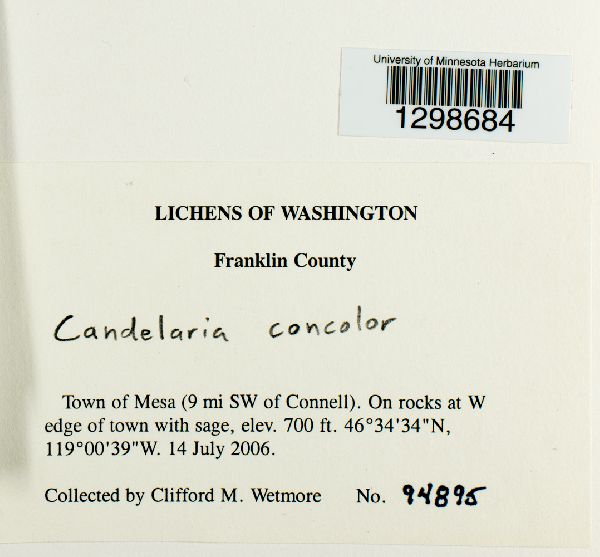 University of Minnesota Herbarium
1298684
LICHENS OF WASHINGTON
Franklin County
Candelaria concolor
Town of Mesa (9 mi SW of Connell). On rocks at W
edge of town with sage, elev. 700 ft. 46°34'34"N,
119°00'39"W. 14 July 2006.
Collected by Clifford M. Wetmore No. 94895